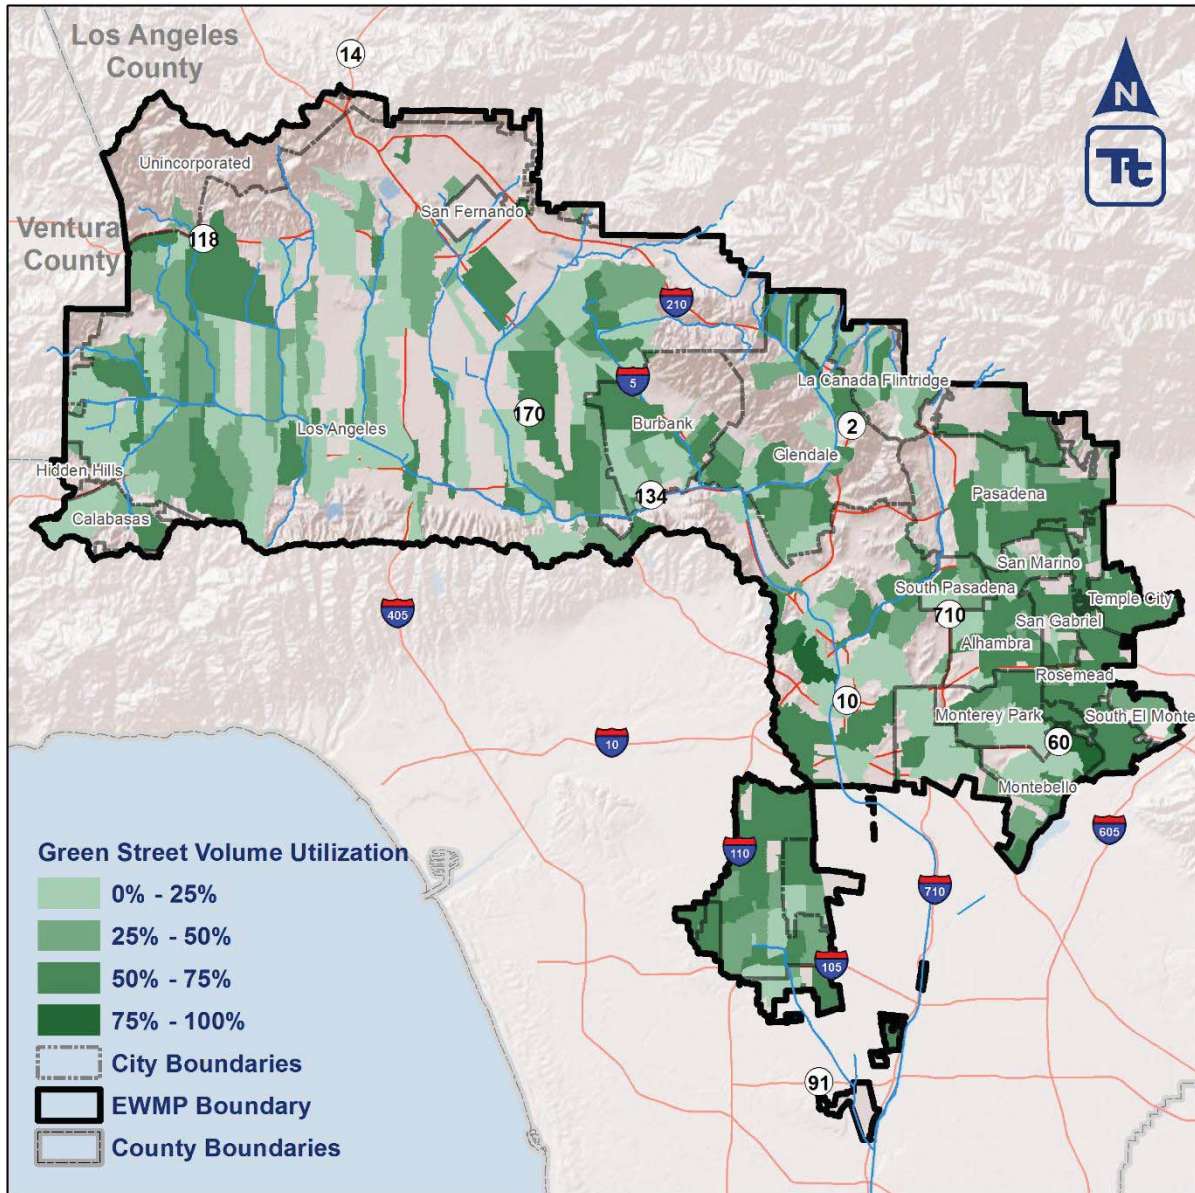 Los Angeles
County
14
N
Tt
Unincorporated
San Fernando
Ventura
County
118
210
5
La Canada Flintridge
170
Los Angeles
Burbank
2
Glendale
Hidden Hills
134
Pasadena
Calabasas
San Marino
405
South Pasadena
Temple City
710
San Gabriel
Alhambra
Rosemead
10
Monterey Park
South El Monte
10
60
Montebello
605
110
710
105
91
Green Street Volume Utilization
0% - 25%
25% - 50%
50% - 75%
75% - 100%
City Boundaries
EWMP Boundary
County Boundaries